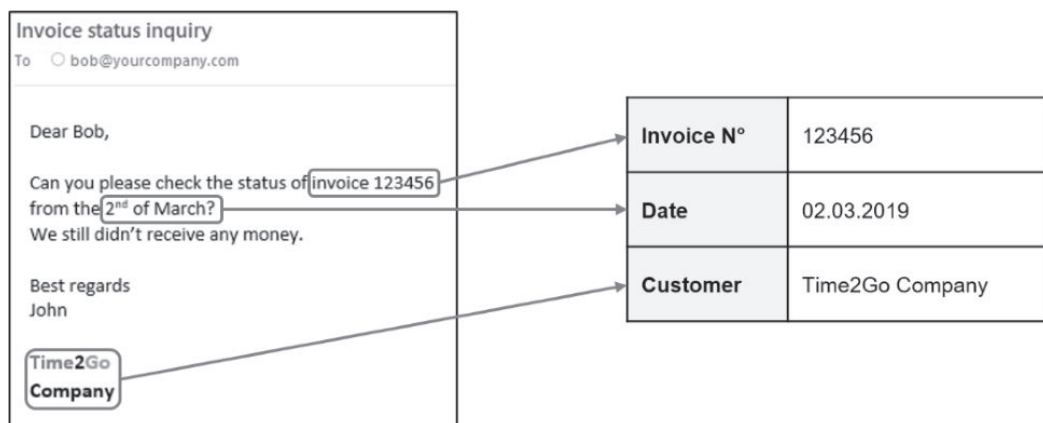 Invoice status inquiry
To bob@yourcompany.com
Dear Bob,
Can you please check the status of invoice 123456
from the 2nd of March?
We still didn't receive any money.
Best regards
John
Time2Go
Company
Invoice N° 123456
Date 02.03.2019
Customer Time2Go Company